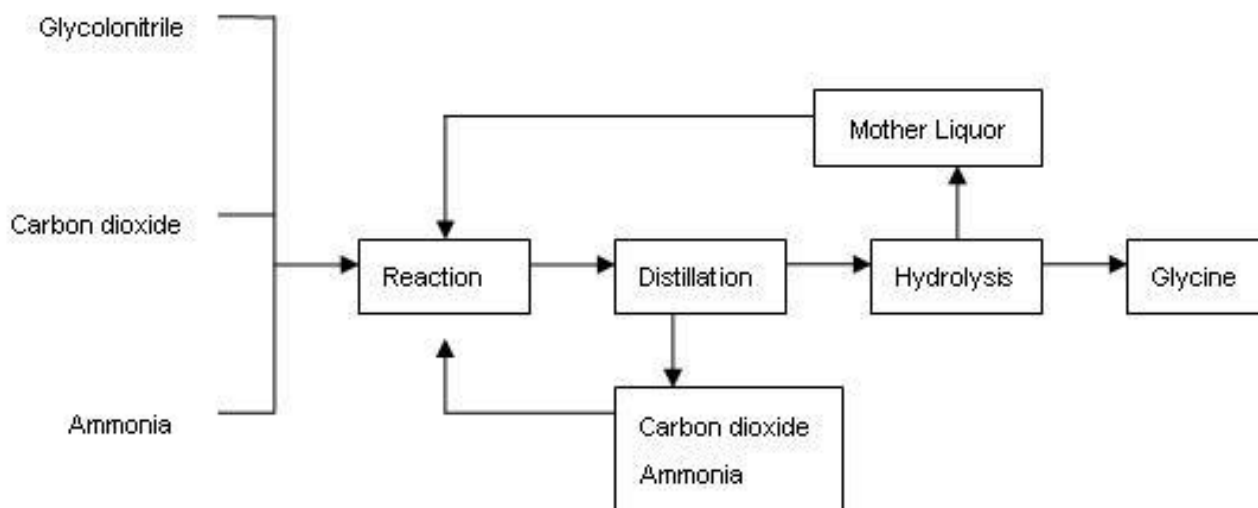 Glycolonitrile
Mother Liquor
Carbon dioxide
Reaction
Distillation
Hydrolysis
Glycine
Ammonia
Carbon dioxide
Ammonia